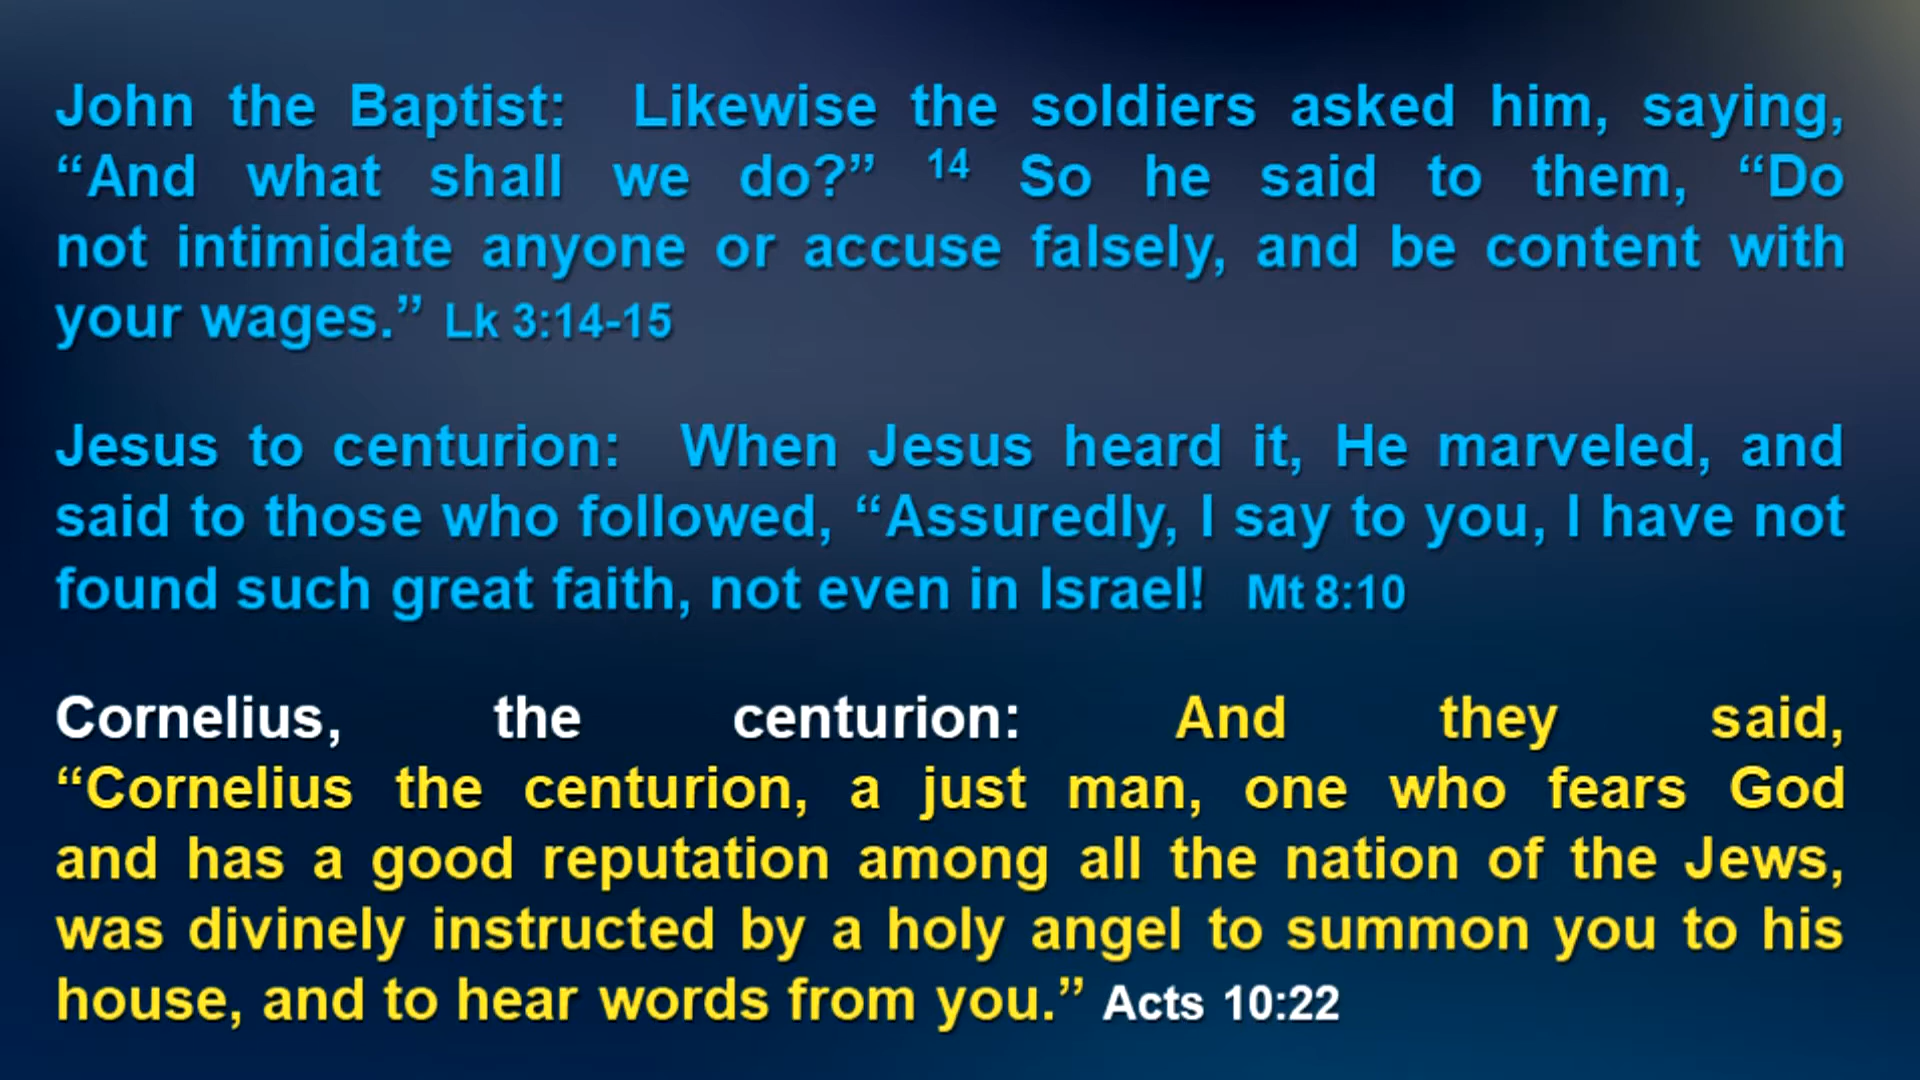 John the Baptist: Likewise the soldiers asked him, saying,
“And what shall we do?” 14 So he said to them, “Do
not intimidate anyone or accuse falsely, and be content with
your wages.” Lk 3:14-15
Jesus to centurion: When Jesus heard it, He marveled, and
said to those who followed, “Assuredly, I say to you, I have not
found such great faith, not even in Israel! Mt 8:10
Cornelius, the centurion: And they said,
“Cornelius the centurion, a just man, one who fears God
and has a good reputation among all the nation of the Jews,
was divinely instructed by a holy angel to summon you to his
house, and to hear words from you.” Acts 10:22